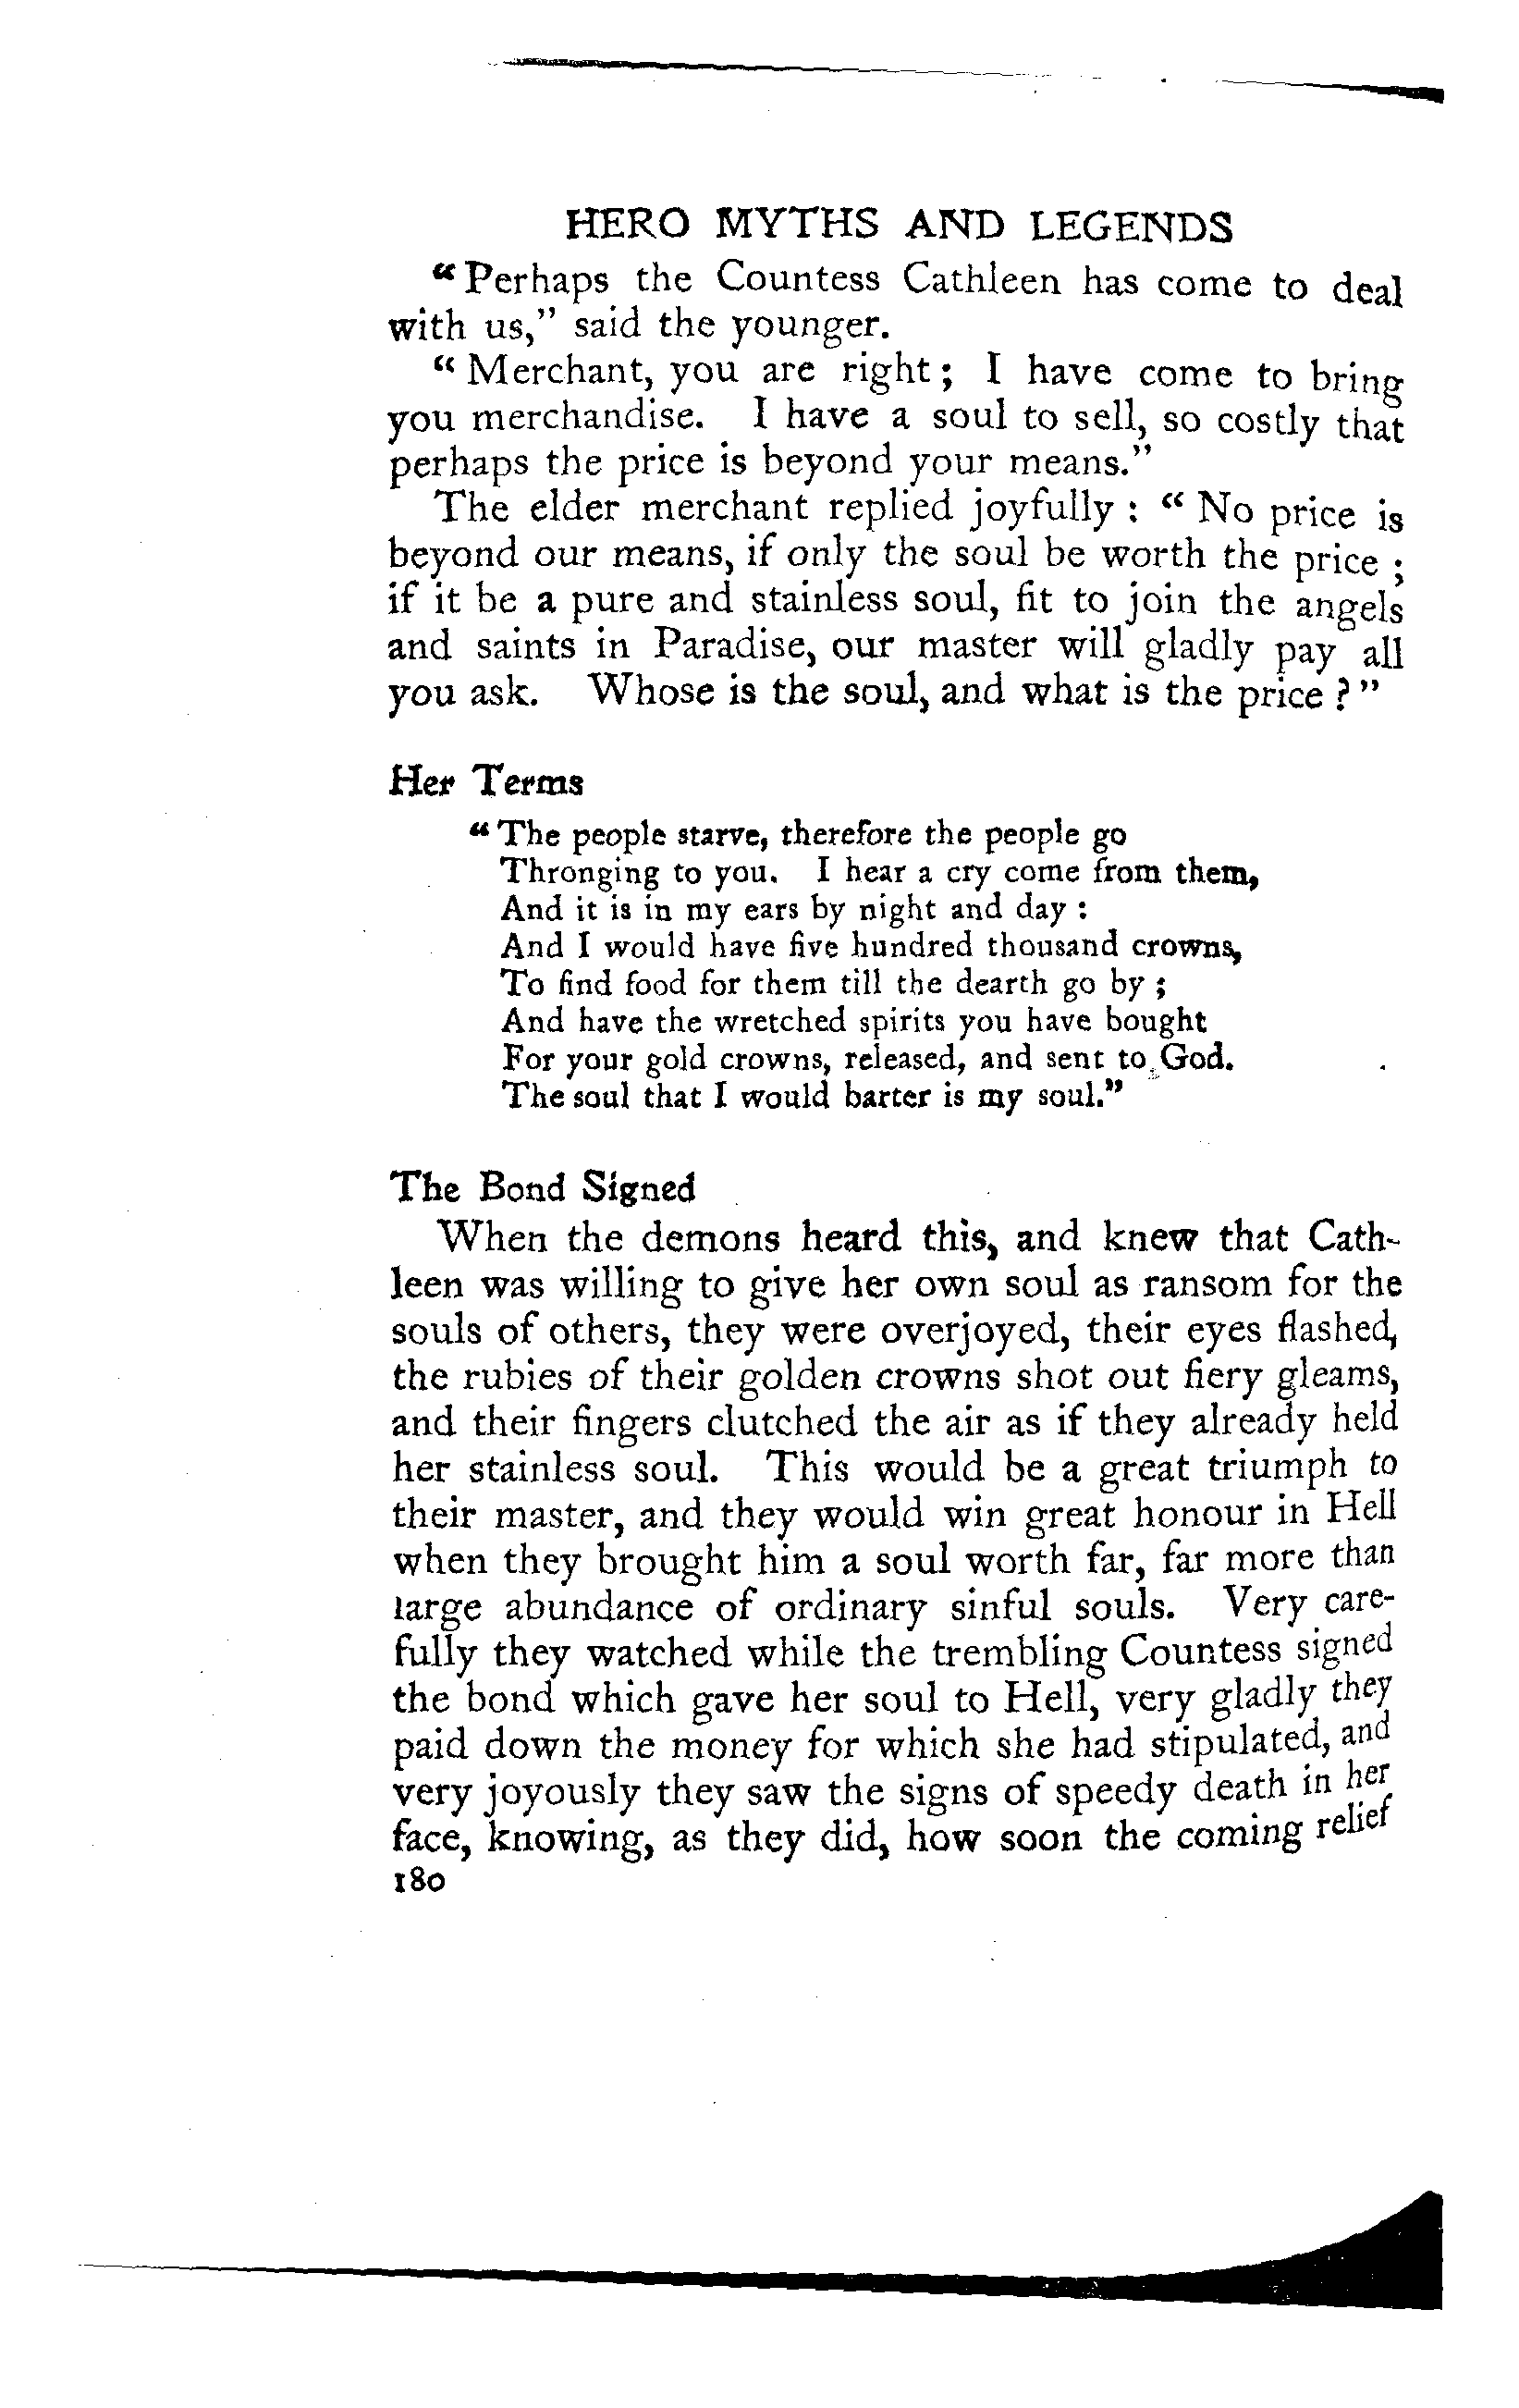 HERO MYTHS AND LEGENDS
“Perhaps the Countess Cathleen has come to deal
with us,” said the younger.
“Merchant, you are right; I have come to bring
you merchandise. I have a soul to sell, so costly that
perhaps the price is beyond your means.”
The elder merchant replied joyfully: “No price is
beyond our means, if only the soul be worth the price;
if it be a pure and stainless soul, fit to join the angels
and saints in Paradise, our master will gladly pay all
you ask. Whose is the soul, and what is the price?”
Her Terms
“The people starve, therefore the people go
Thronging to you. I hear a cry come from them,
And it is in my ears by night and day:
And I would have five hundred thousand crowns,
To find food for them till the dearth go by;
And have the wretched spirits you have bought
For your gold crowns, released, and sent to God.
The soul that I would barter is my soul.”
The Bond Signed
When the demons heard this, and knew that Cath-
leen was willing to give her own soul as ransom for the
souls of others, they were overjoyed, their eyes flashed,
the rubies of their golden crowns shot out fiery gleams,
and their fingers clutched the air as if they already held
her stainless soul. This would be a great triumph to
their master, and they would win great honour in Hell
when they brought him a soul worth far, far more than
large abundance of ordinary sinful souls. Very care-
fully they watched while the trembling Countess signed
the bond which gave her soul to Hell, very gladly they
paid down the money for which she had stipulated, and
very joyously they saw the signs of speedy death in her
face, knowing, as they did, how soon the coming relief
180